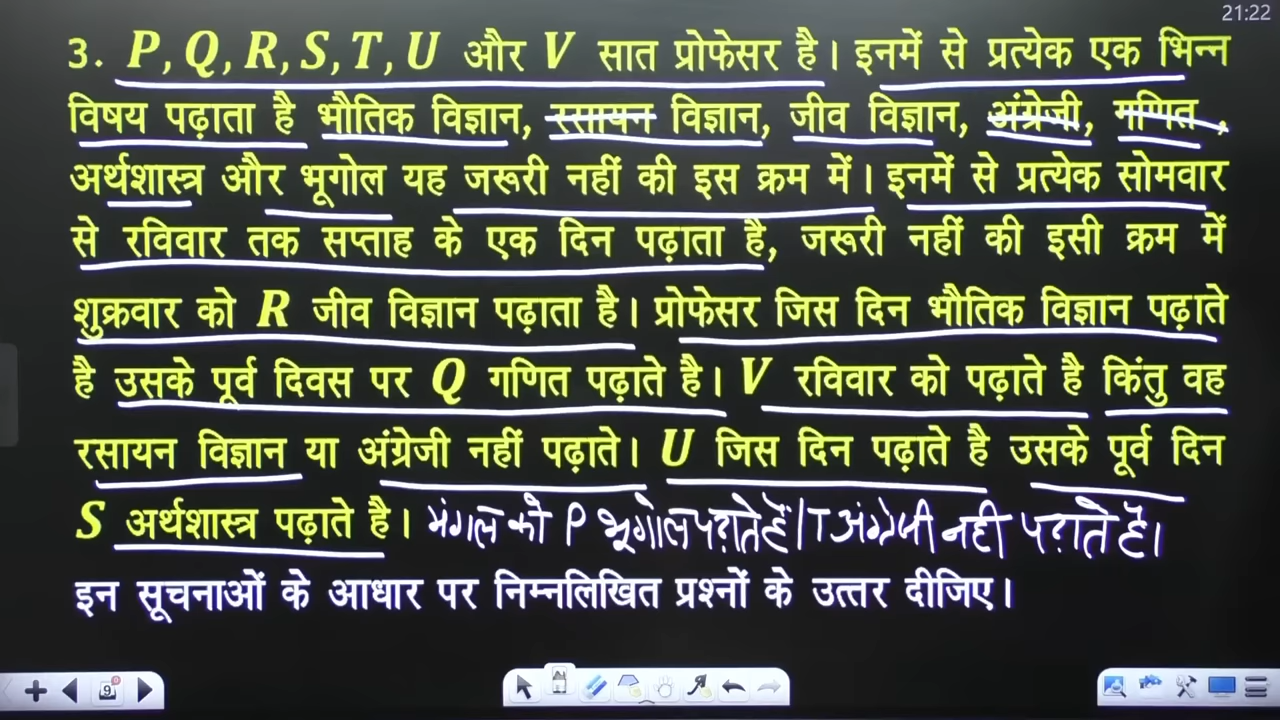 21:22
3. P, Q, R, S, T, U और V सात प्रोफेसर है। इनमें से प्रत्येक एक भिन्न
विषय पढ़ाता है भौतिक विज्ञान, रसायन विज्ञान, जीव विज्ञान, अंग्रेजी, गणित,
अर्थशास्त्र और भूगोल यह जरूरी नहीं की इस क्रम में। इनमें से प्रत्येक सोमवार
से रविवार तक सप्ताह के एक दिन पढ़ाता है, जरूरी नहीं की इसी क्रम में
शुक्रवार को R जीव विज्ञान पढ़ाता है। प्रोफेसर जिस दिन भौतिक विज्ञान पढ़ाते
है उसके पूर्व दिवस पर Q गणित पढ़ाते है। V रविवार को पढ़ाते है किंतु वह
रसायन विज्ञान या अंग्रेजी नहीं पढ़ाते। U जिस दिन पढ़ाते है उसके पूर्व दिन
S अर्थशास्त्र पढ़ाते है। मंगल को P भूगोल पढ़ाते हैं। T अंग्रेजी नही पढ़ाते हैं।
इन सूचनाओं के आधार पर निम्नलिखित प्रश्नों के उत्तर दीजिए।
9